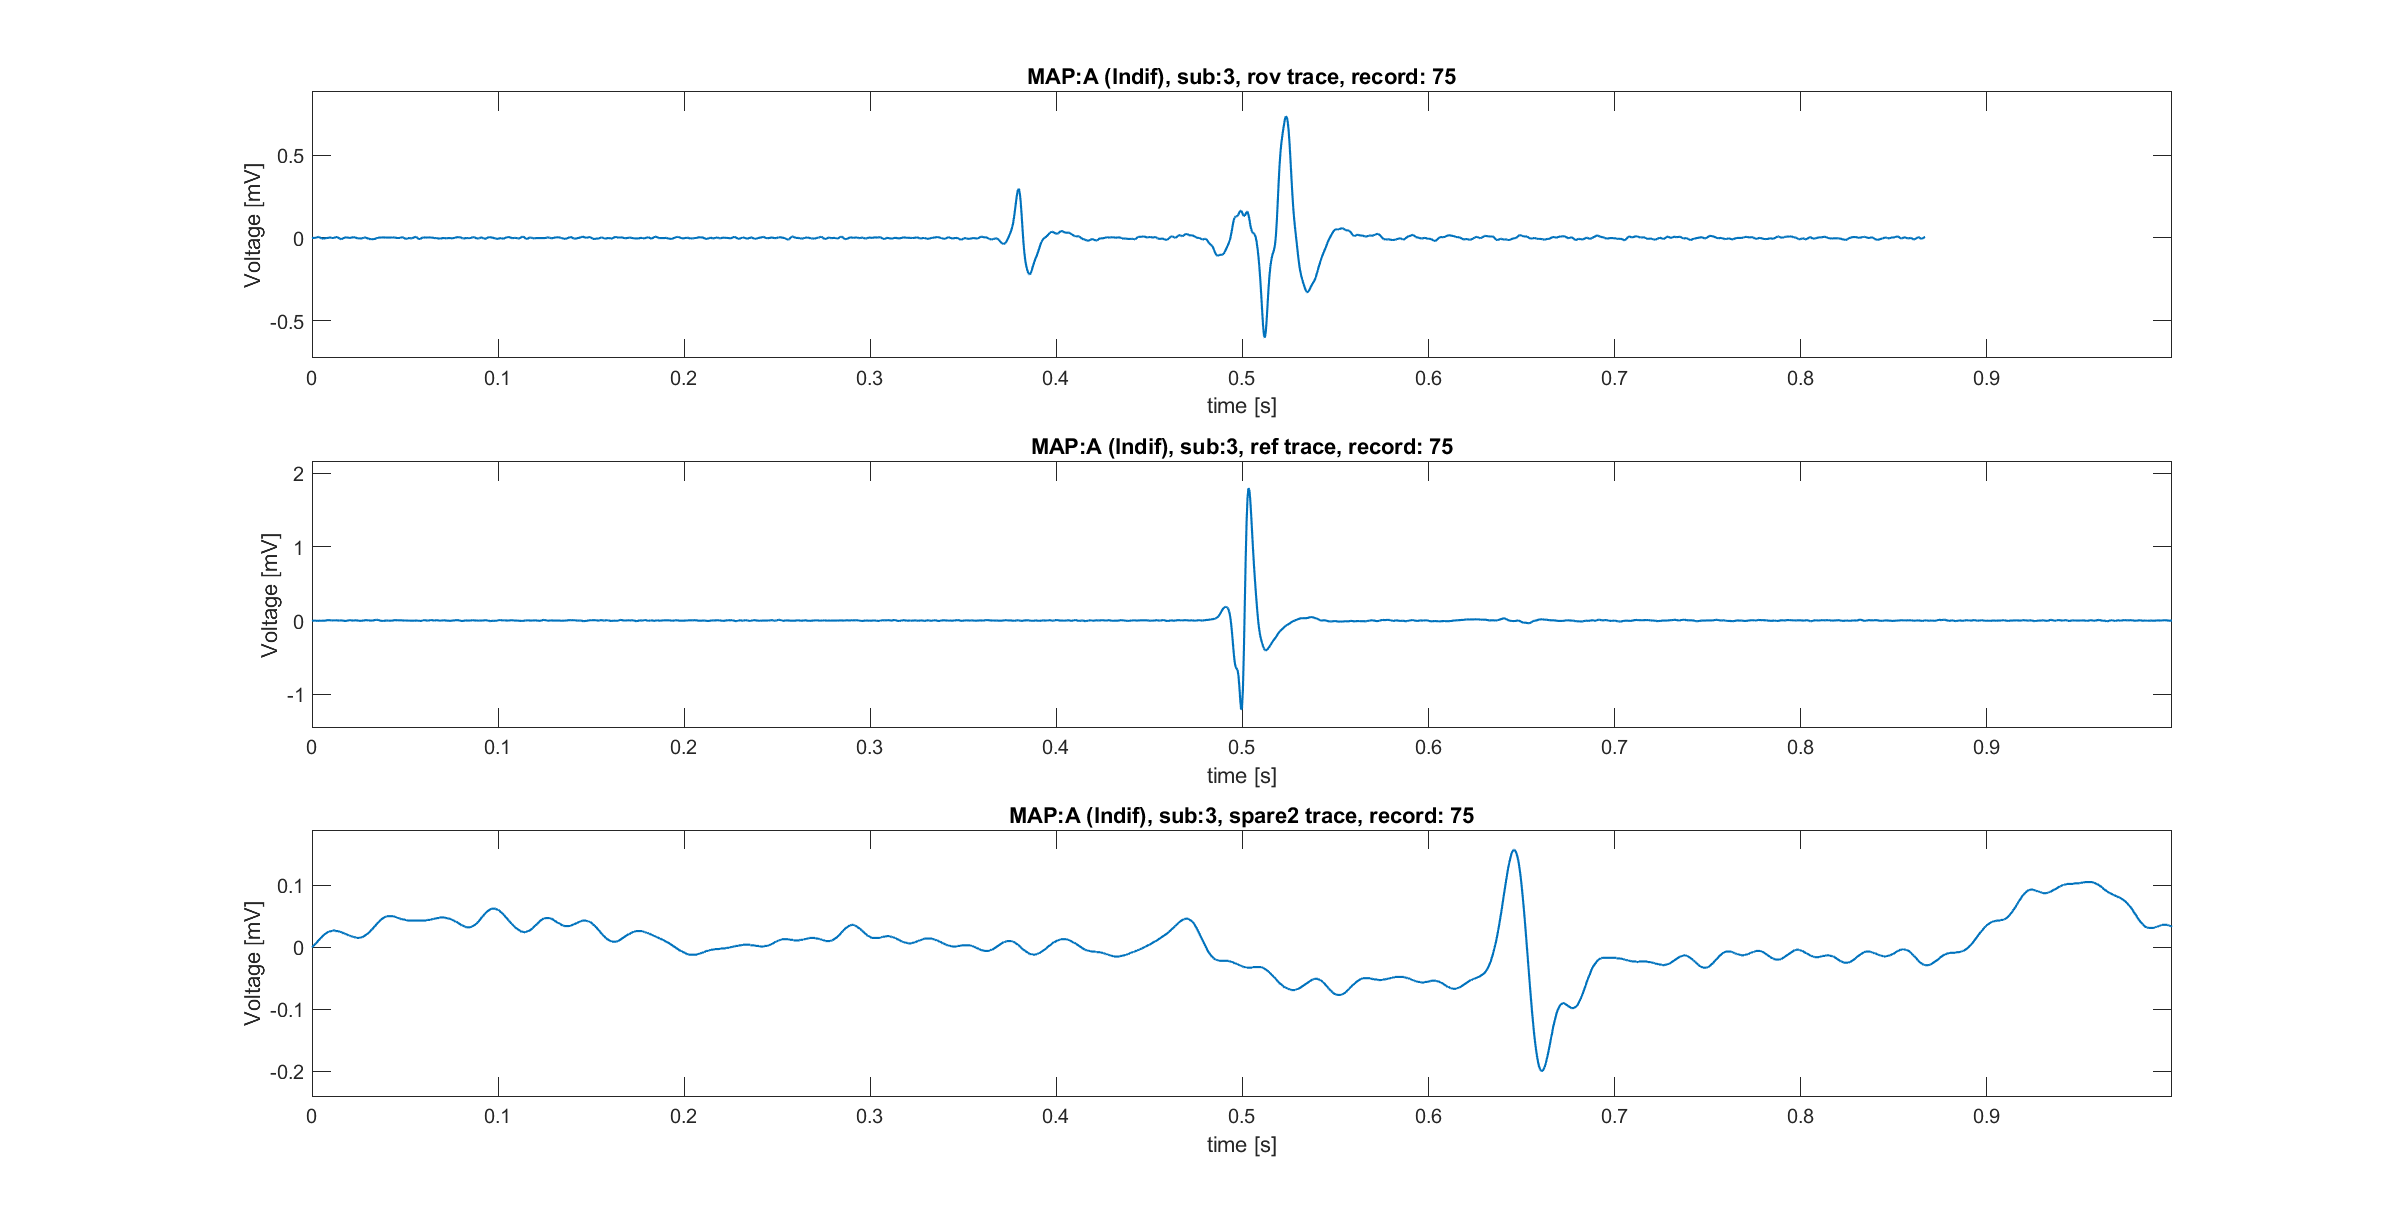 MAP:A (Indif), sub:3, rov trace, record: 75
Voltage [mV]
0.5
0
-0.5
0 0.1 0.2 0.3 0.4 0.5 0.6 0.7 0.8 0.9
time [s]
MAP:A (Indif), sub:3, ref trace, record: 75
Voltage [mV]
2
1
0
-1
0 0.1 0.2 0.3 0.4 0.5 0.6 0.7 0.8 0.9
time [s]
MAP:A (Indif), sub:3, spare2 trace, record: 75
Voltage [mV]
0.1
0
-0.1
-0.2
0 0.1 0.2 0.3 0.4 0.5 0.6 0.7 0.8 0.9
time [s]